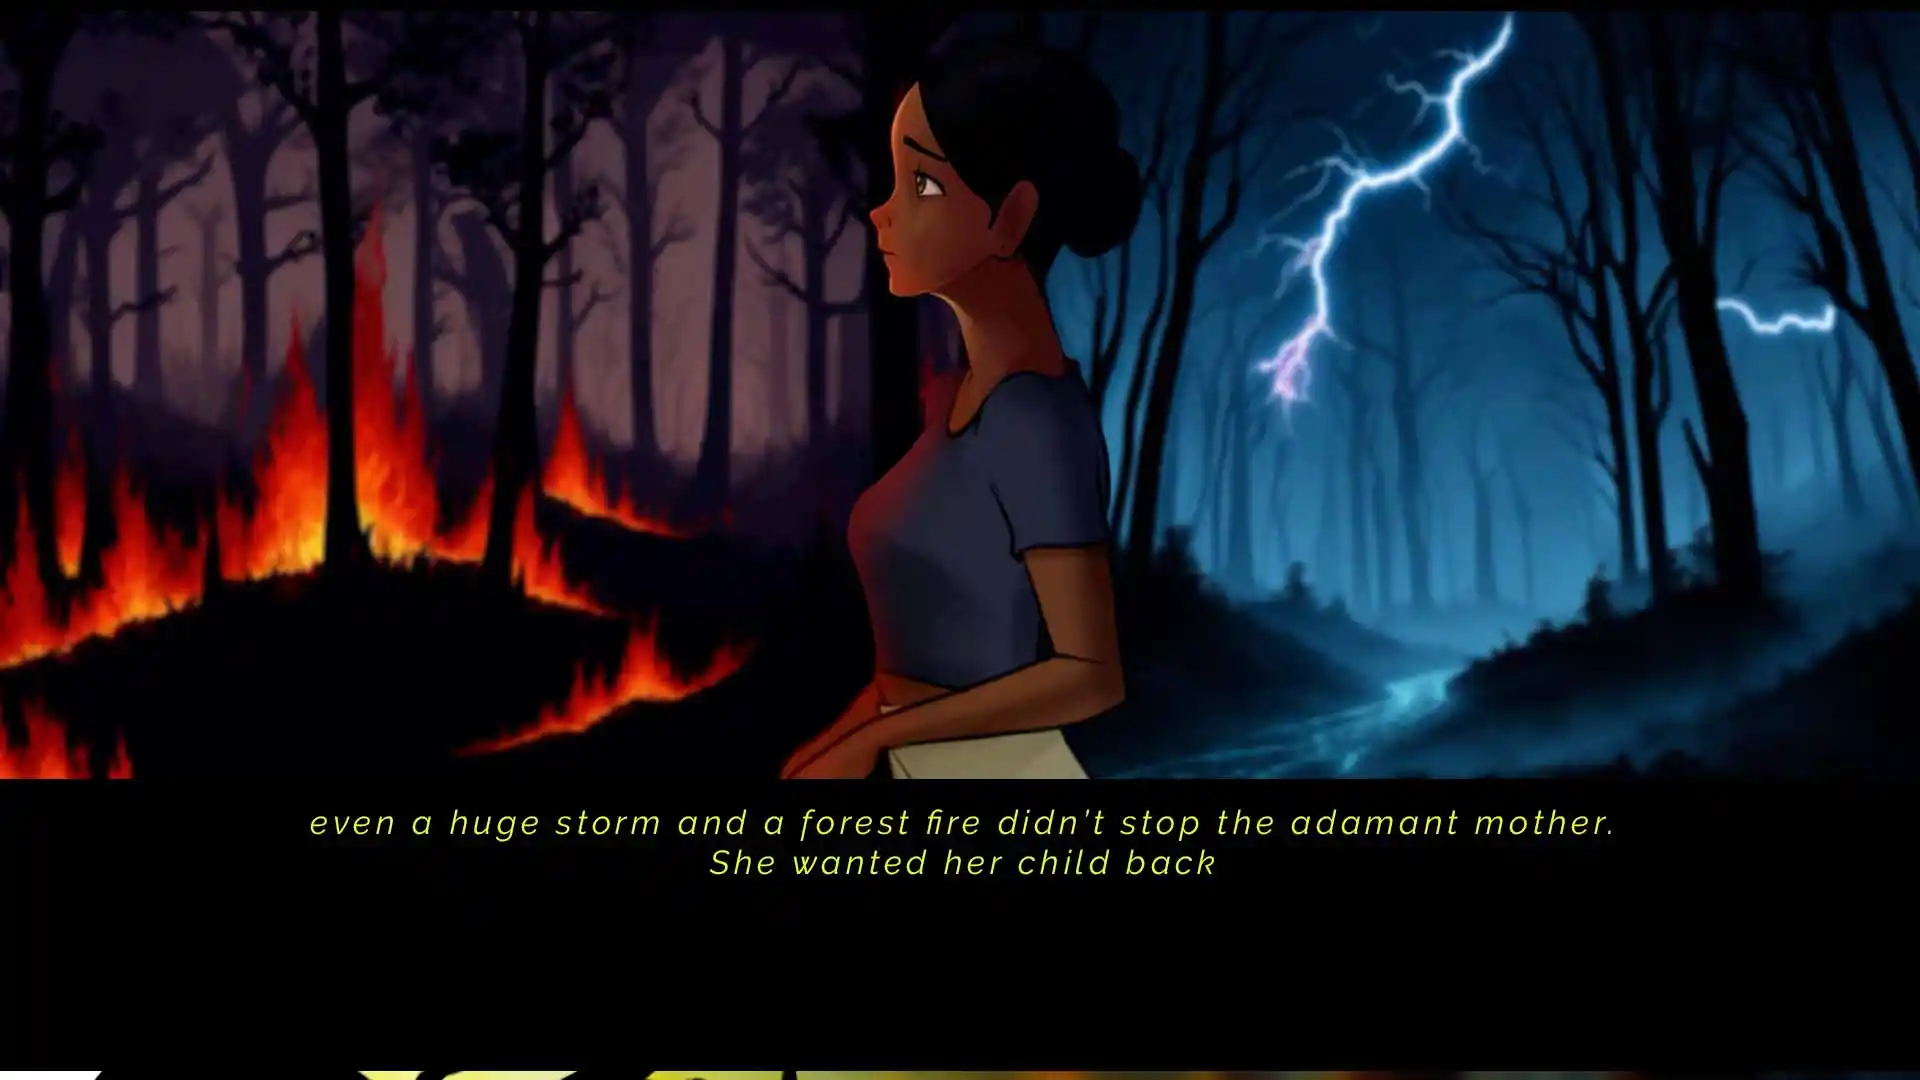 even a huge storm and a forest fire didn't stop the adamant mother.
She wanted her child back